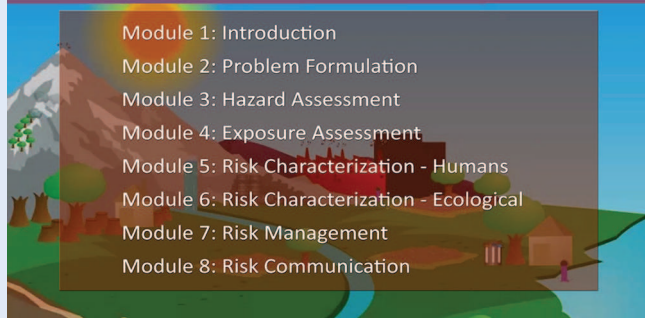 Module 1: Introduction
Module 2: Problem Formulation
Module 3: Hazard Assessment
Module 4: Exposure Assessment
Module 5: Risk Characterization - Humans
Module 6: Risk Characterization - Ecological
Module 7: Risk Management
Module 8: Risk Communication